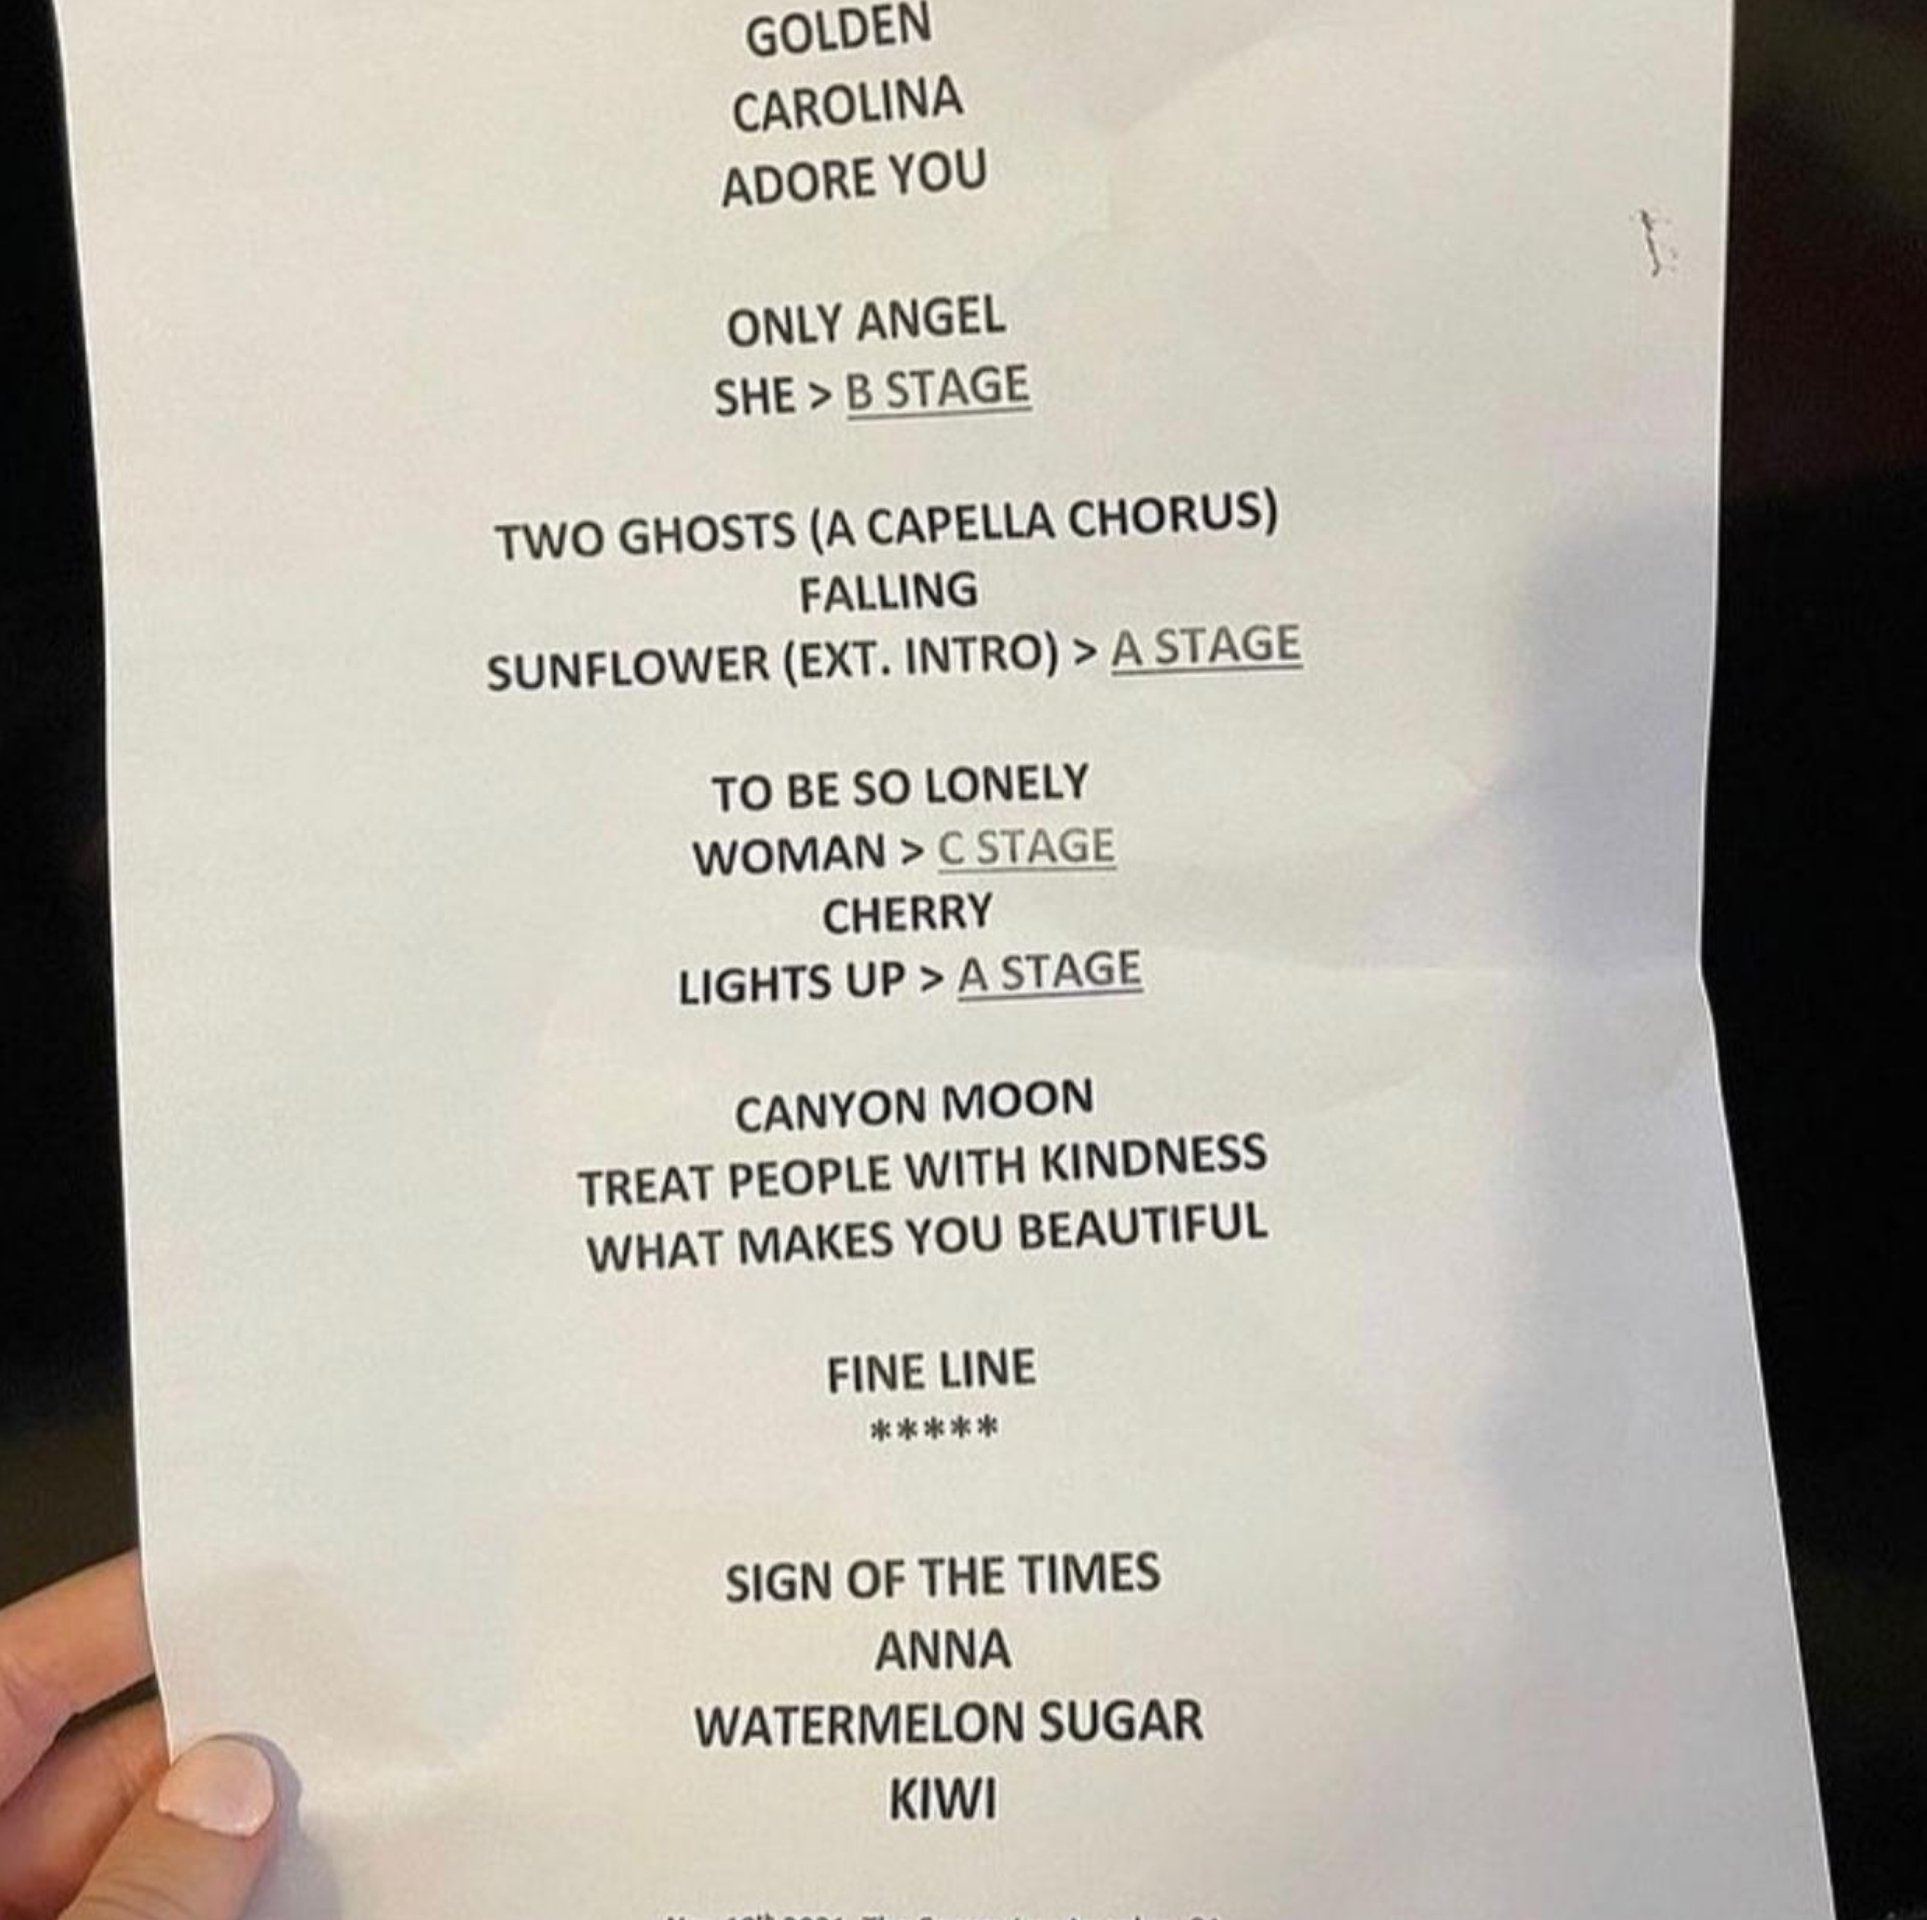 GOLDEN
CAROLINA
ADORE YOU
ONLY ANGEL
SHE > B STAGE
TWO GHOSTS (A CAPELLA CHORUS)
FALLING
SUNFLOWER (EXT. INTRO) > A STAGE
TO BE SO LONELY
WOMAN > C STAGE
CHERRY
LIGHTS UP > A STAGE
CANYON MOON
TREAT PEOPLE WITH KINDNESS
WHAT MAKES YOU BEAUTIFUL
FINE LINE
*****
SIGN OF THE TIMES
ANNA
WATERMELON SUGAR
KIWI